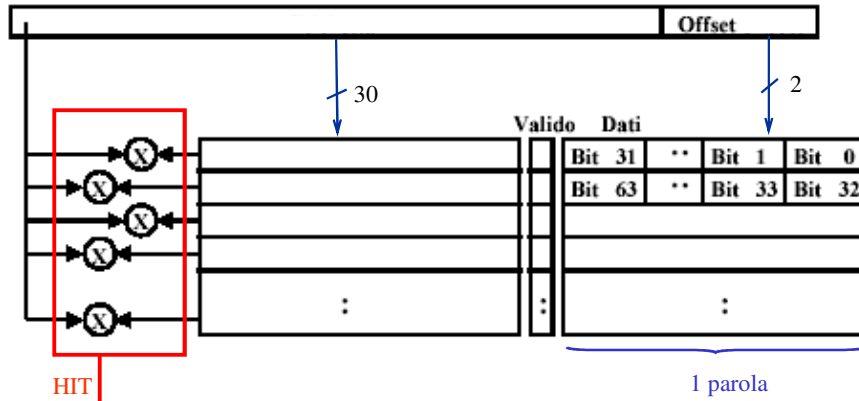 Offset
30
2
Valido Dati
X Bit 31 .. Bit 1 Bit 0
X Bit 63 .. Bit 33 Bit 32
X
X
X : : :
HIT
1 parola